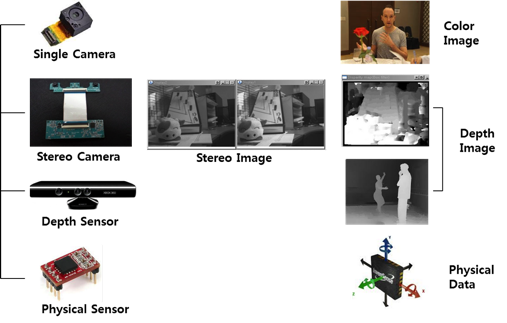 Single Camera
Color
Image
Stereo Camera
Stereo Image
Depth
Image
Depth Sensor
Physical Sensor
Physical
Data